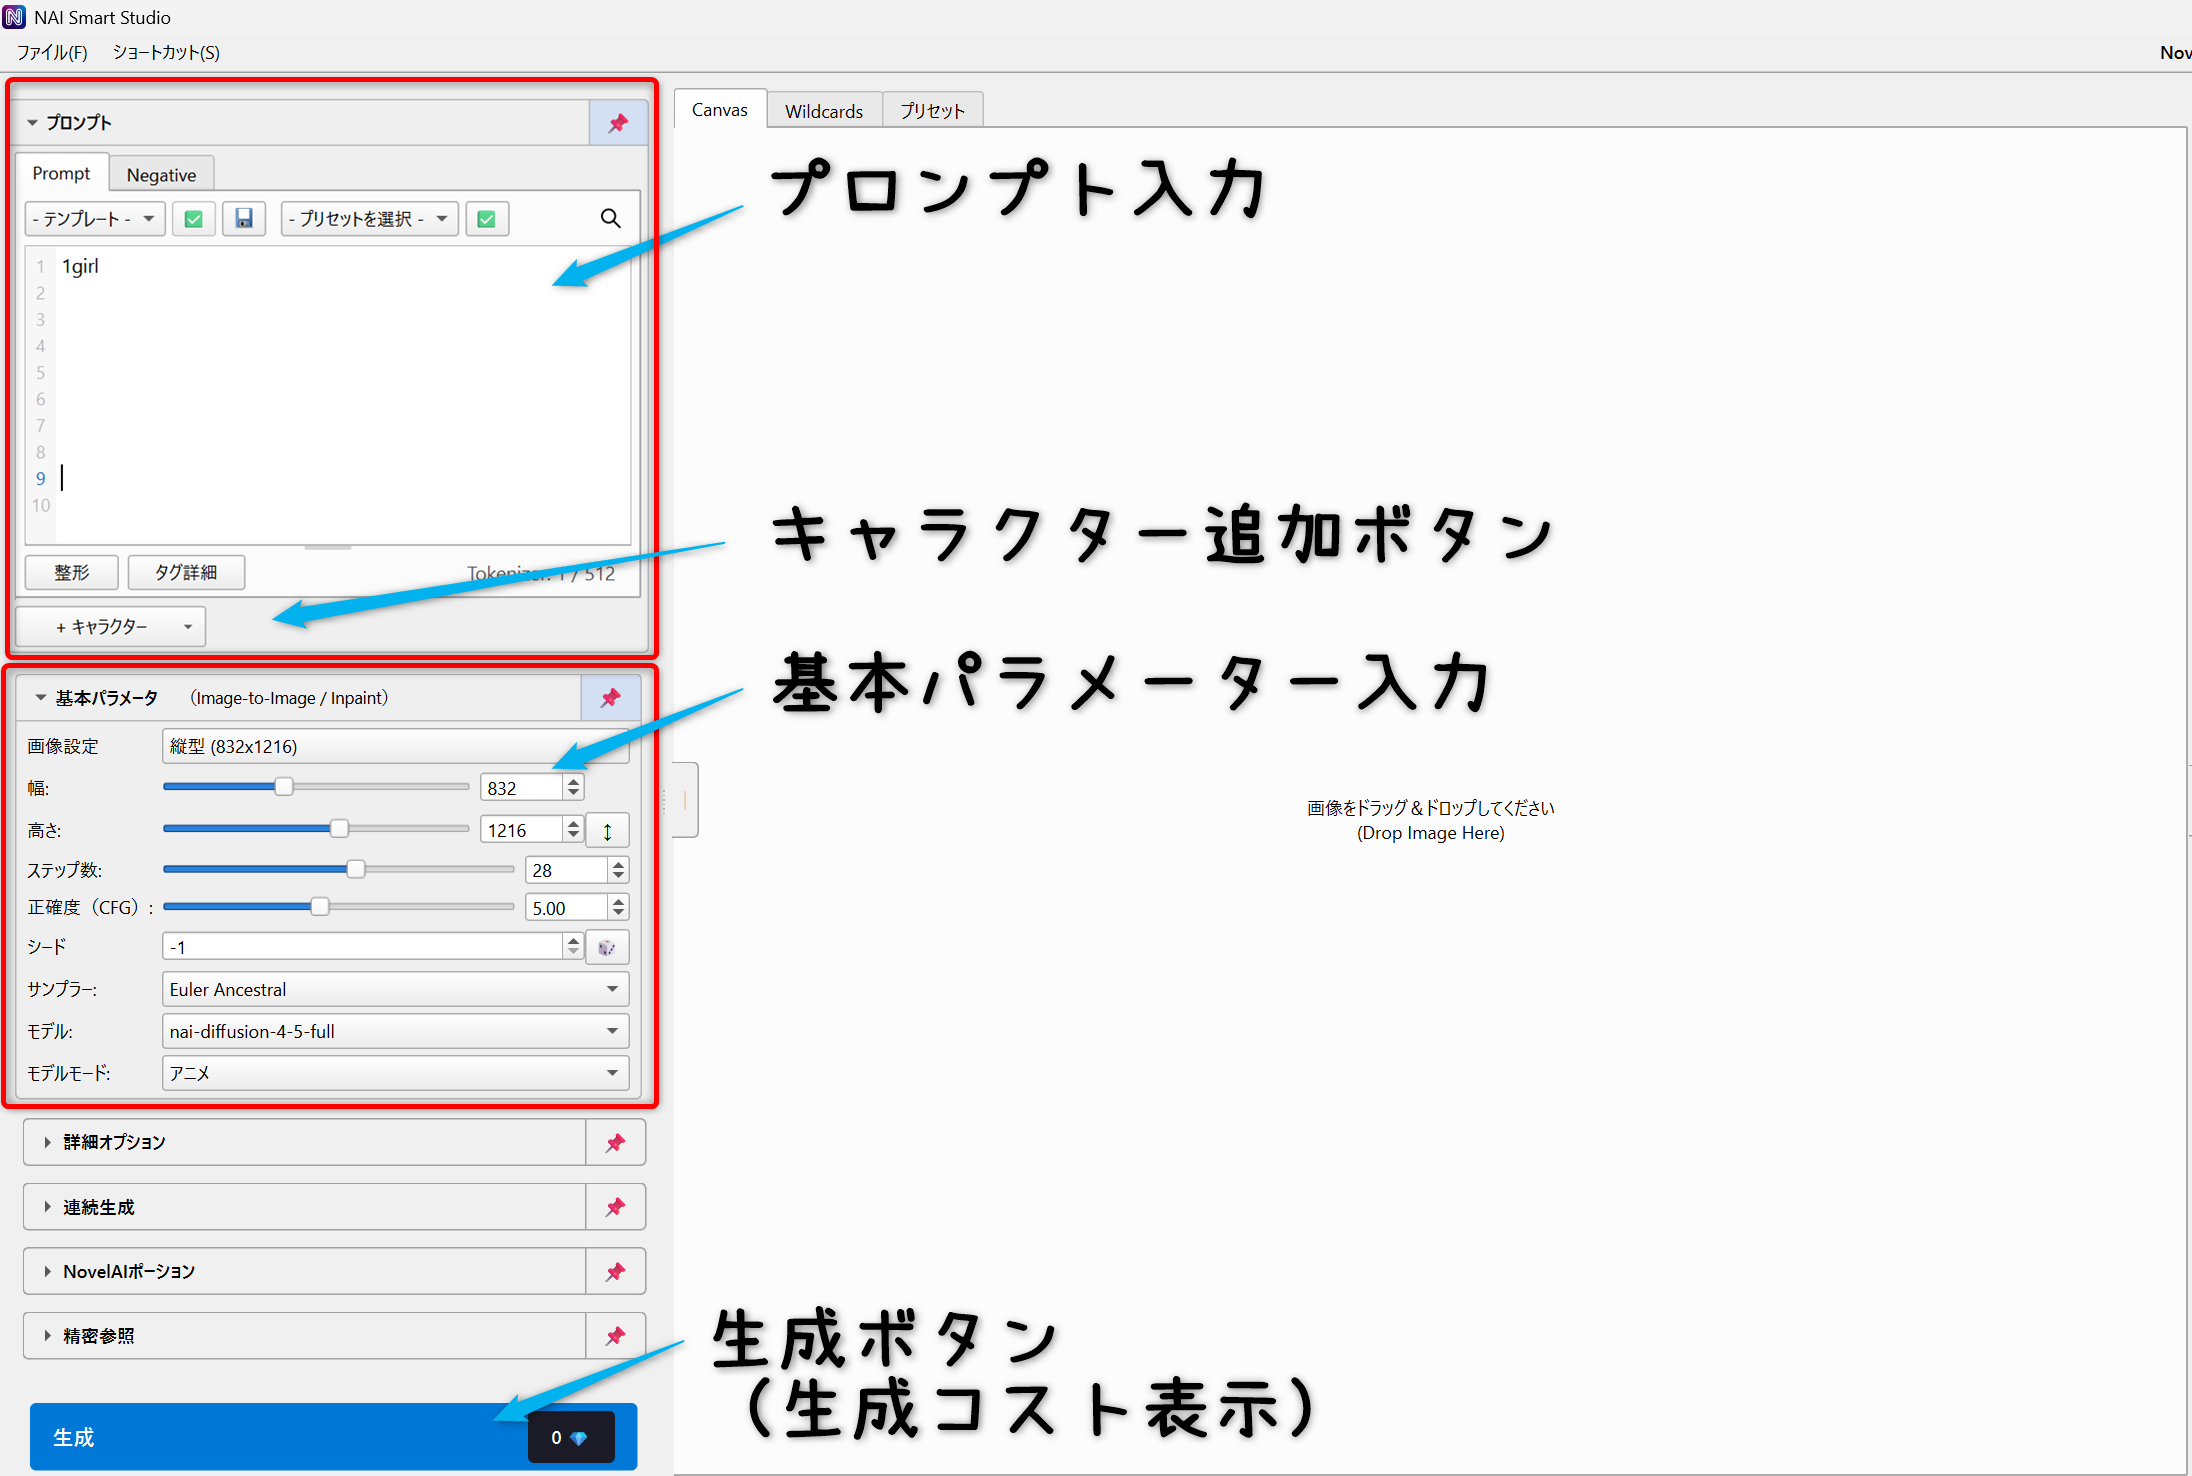 NAI Smart Studio
ファイル(F) ショートカット(S)
Nov
プロンプト
Prompt Negative
- テンプレート - - プリセットを選択 -
1 1girl
2
3
4
5
6
7
8
9
10
整形 タグ詳細 Tokenizer: 1 / 512
+ キャラクター
基本パラメータ (Image-to-Image / Inpaint)
画像設定 縦型 (832x1216)
幅: 832
高さ: 1216
ステップ数: 28
正確度（CFG）: 5.00
シード -1
サンプラー: Euler Ancestral
モデル: nai-diffusion-4-5-full
モデルモード: アニメ
詳細オプション
連続生成
NovelAIポーション
精密参照
生成 0
Canvas Wildcards プリセット
プロンプト入力
キャラクター追加ボタン
基本パラメーター入力
画像をドラッグ＆ドロップしてください
(Drop Image Here)
生成ボタン
（生成コスト表示）